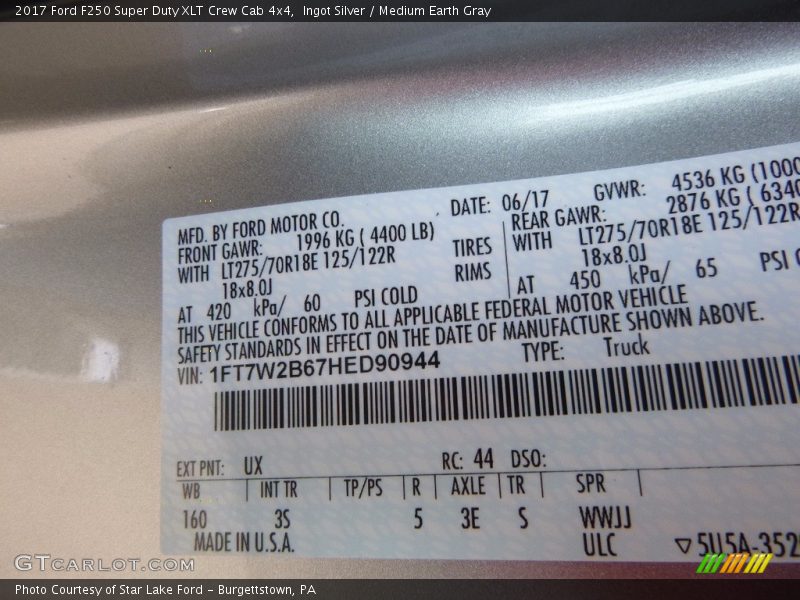 2017 Ford F250 Super Duty XLT Crew Cab 4x4,  Ingot Silver / Medium Earth Gray
MFD. BY FORD MOTOR CO. DATE: 06/17 GVWR: 4536 KG (1000
FRONT GAWR: 1996 KG ( 4400 LB) REAR GAWR: 2876 KG ( 6340
WITH LT275/70R18E 125/122R TIRES WITH LT275/70R18E 125/122R
18x8.0J RIMS 18x8.0J
AT 420 kPa/ 60 PSI COLD AT 450 kPa/ 65 PSI
THIS VEHICLE CONFORMS TO ALL APPLICABLE FEDERAL MOTOR VEHICLE
SAFETY STANDARDS IN EFFECT ON THE DATE OF MANUFACTURE SHOWN ABOVE.
VIN: 1FT7W2B67HED90944 TYPE: Truck
EXT PNT: UX RC: 44 DSO:
WB INT TR TP/PS R AXLE TR SPR
160 3S 5 3E S WWJJ
MADE IN U.S.A. ULC 5U5A-352
GTCARLOT.COM
Photo Courtesy of Star Lake Ford – Burgettstown, PA